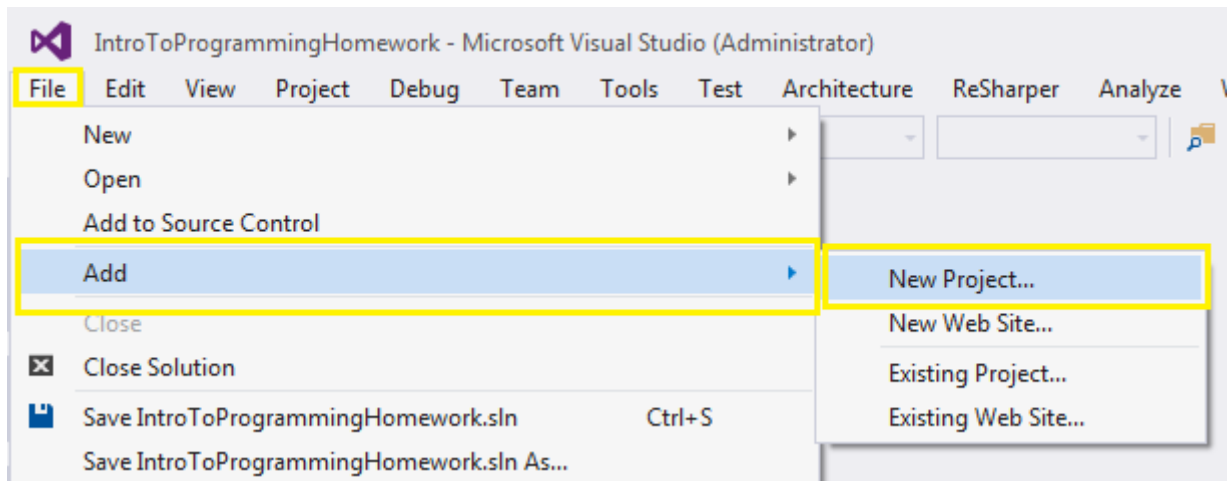 IntroToProgrammingHomework - Microsoft Visual Studio (Administrator)
File Edit View Project Debug Team Tools Test Architecture ReSharper Analyze
New
Open
Add to Source Control
Add
New Project...
Close
New Web Site...
Close Solution
Existing Project...
Save IntroToProgrammingHomework.sln Ctrl+S
Existing Web Site...
Save IntroToProgrammingHomework.sln As...